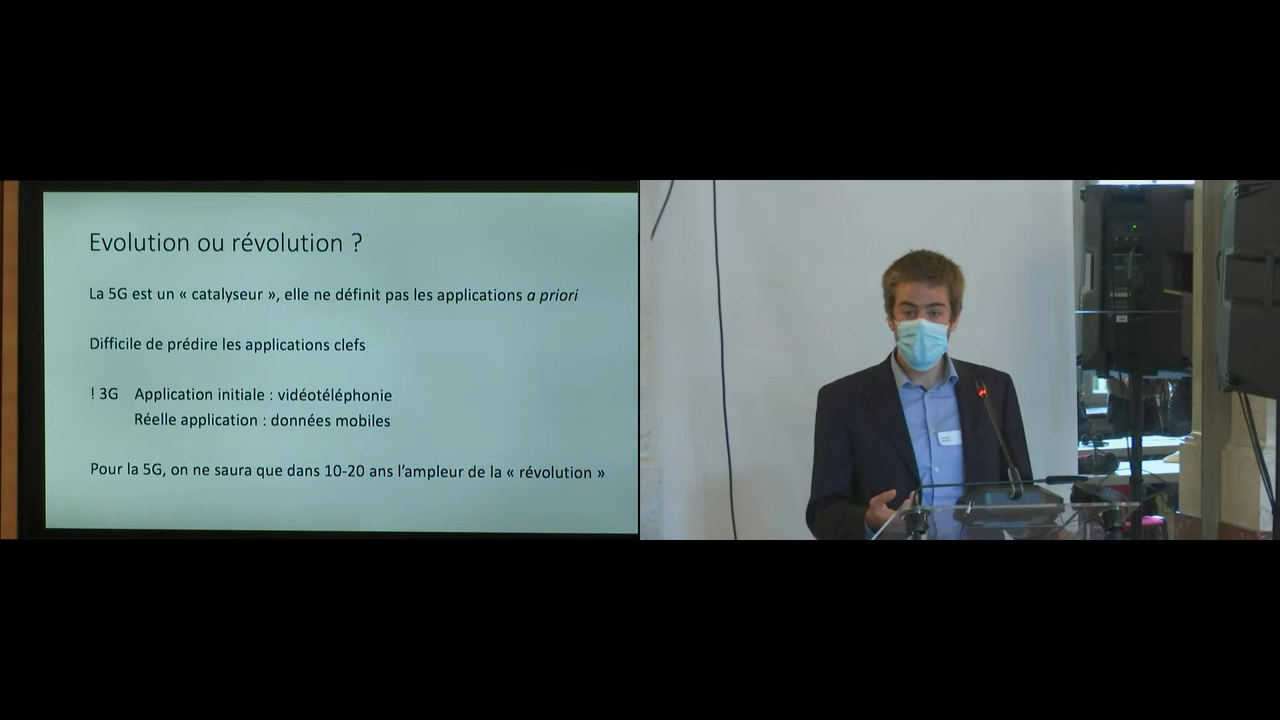 Evolution ou révolution ?
La 5G est un « catalyseur », elle ne définit pas les applications a priori
Difficile de prédire les applications clefs
! 3G Application initiale : vidéotéléphonie
Réelle application : données mobiles
Pour la 5G, on ne saura que dans 10-20 ans l'ampleur de la « révolution »